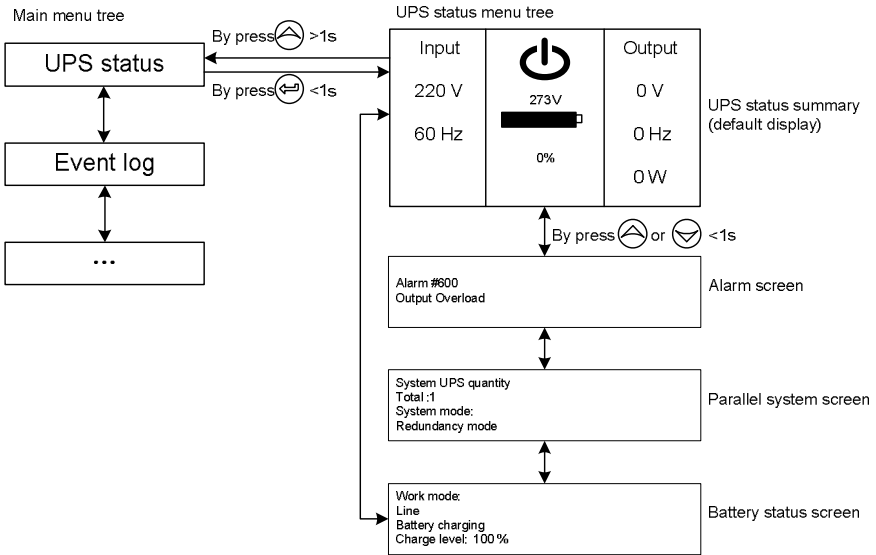 Main menu tree
UPS status menu tree
By press >1s
UPS status
By press <1s
Event log
...
Input
220 V
60 Hz
273V
0%
Output
0 V
0 Hz
0 W
UPS status summary
(default display)
By press or <1s
Alarm #600
Output Overload
Alarm screen
System UPS quantity
Total :1
System mode:
Redundancy mode
Parallel system screen
Work mode:
Line
Battery charging
Charge level: 100%
Battery status screen